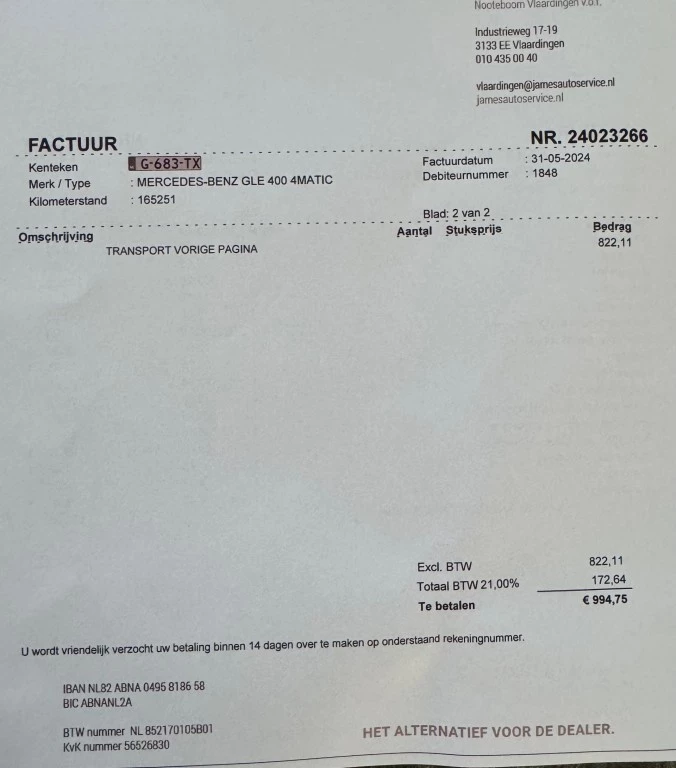 Nooteboom Vlaardingen v.o.f.
Industrieweg 17-19
3133 EE Vlaardingen
010 435 00 40
vlaardingen@jamesautoservice.nl
jamesautoservice.nl
FACTUUR
NR. 24023266
Kenteken G-683-TX
Factuurdatum : 31-05-2024
Merk / Type : MERCEDES-BENZ GLE 400 4MATIC
Debiteurnummer : 1848
Kilometerstand : 165251
Blad: 2 van 2
Omschrijving Aantal Stuksprijs Bedrag
TRANSPORT VORIGE PAGINA 822,11
Excl. BTW 822,11
Totaal BTW 21,00% 172,64
Te betalen € 994,75
U wordt vriendelijk verzocht uw betaling binnen 14 dagen over te maken op onderstaand rekeningnummer.
IBAN NL82 ABNA 0495 8186 58
BIC ABNANL2A
BTW nummer NL 852170105B01
KvK nummer 56526830
HET ALTERNATIEF VOOR DE DEALER.